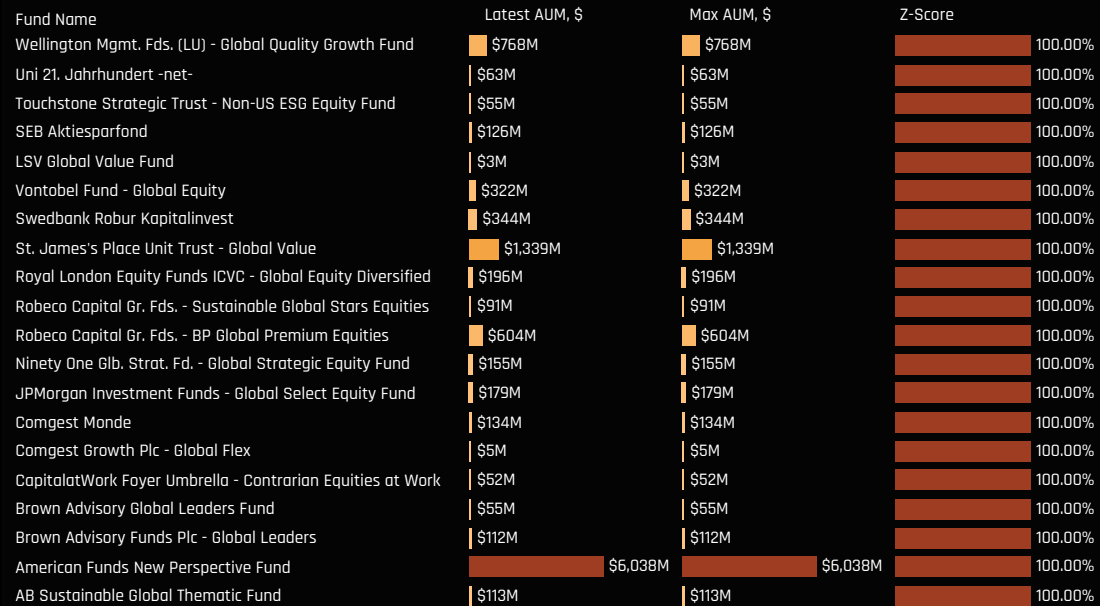 Fund Name Latest AUM, $ Max AUM, $ Z-Score
Wellington Mgmt. Fds. (LU) - Global Quality Growth Fund $768M $768M 100.00%
Uni 21. Jahrhundert -net- $63M $63M 100.00%
Touchstone Strategic Trust - Non-US ESG Equity Fund $55M $55M 100.00%
SEB Aktiesparfond $126M $126M 100.00%
LSV Global Value Fund $3M $3M 100.00%
Vontobel Fund - Global Equity $322M $322M 100.00%
Swedbank Robur Kapitalinvest $344M $344M 100.00%
St. James's Place Unit Trust - Global Value $1,339M $1,339M 100.00%
Royal London Equity Funds ICVC - Global Equity Diversified $196M $196M 100.00%
Robeco Capital Gr. Fds. - Sustainable Global Stars Equities $91M $91M 100.00%
Robeco Capital Gr. Fds. - BP Global Premium Equities $604M $604M 100.00%
Ninety One Glb. Strat. Fd. - Global Strategic Equity Fund $155M $155M 100.00%
JPMorgan Investment Funds - Global Select Equity Fund $179M $179M 100.00%
Comgest Monde $134M $134M 100.00%
Comgest Growth Plc - Global Flex $5M $5M 100.00%
CapitalatWork Foyer Umbrella - Contrarian Equities at Work $52M $52M 100.00%
Brown Advisory Global Leaders Fund $55M $55M 100.00%
Brown Advisory Funds Plc - Global Leaders $112M $112M 100.00%
American Funds New Perspective Fund $6,038M $6,038M 100.00%
AB Sustainable Global Thematic Fund $113M $113M 100.00%